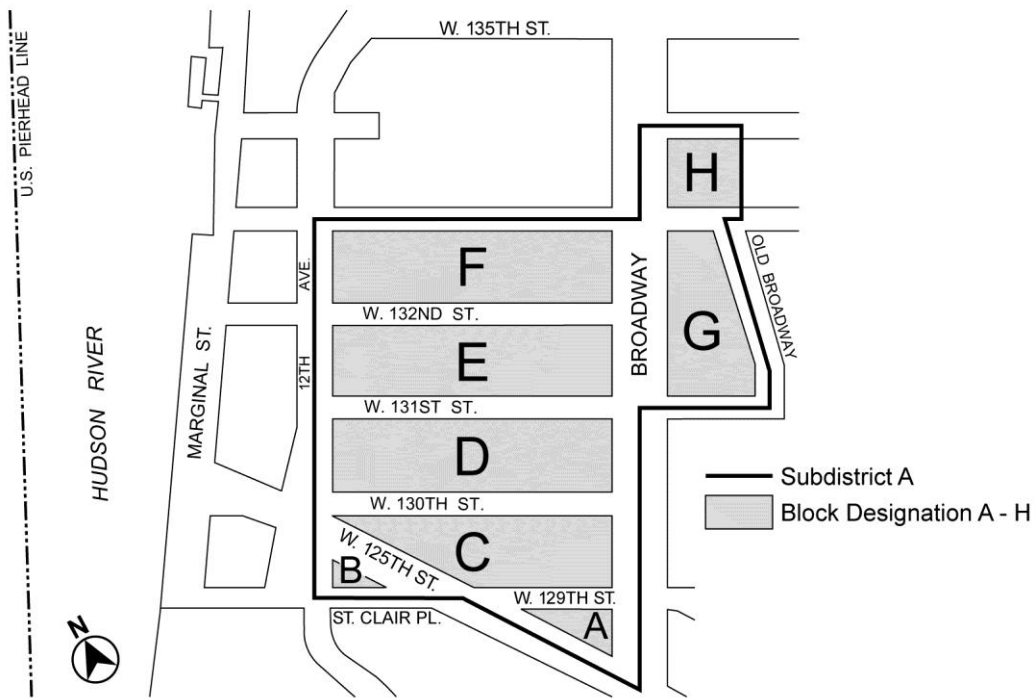 W. 135TH ST.
U.S. PIERHEAD LINE
H
OLD BROADWAY
F
AVE.
BROADWAY
W. 132ND ST.
G
E
12TH
MARGINAL ST.
HUDSON RIVER
W. 131ST ST.
D
Subdistrict A
W. 130TH ST.
Block Designation A - H
C
W. 125TH ST.
B
W. 129TH ST.
A
ST. CLAIR PL.
N